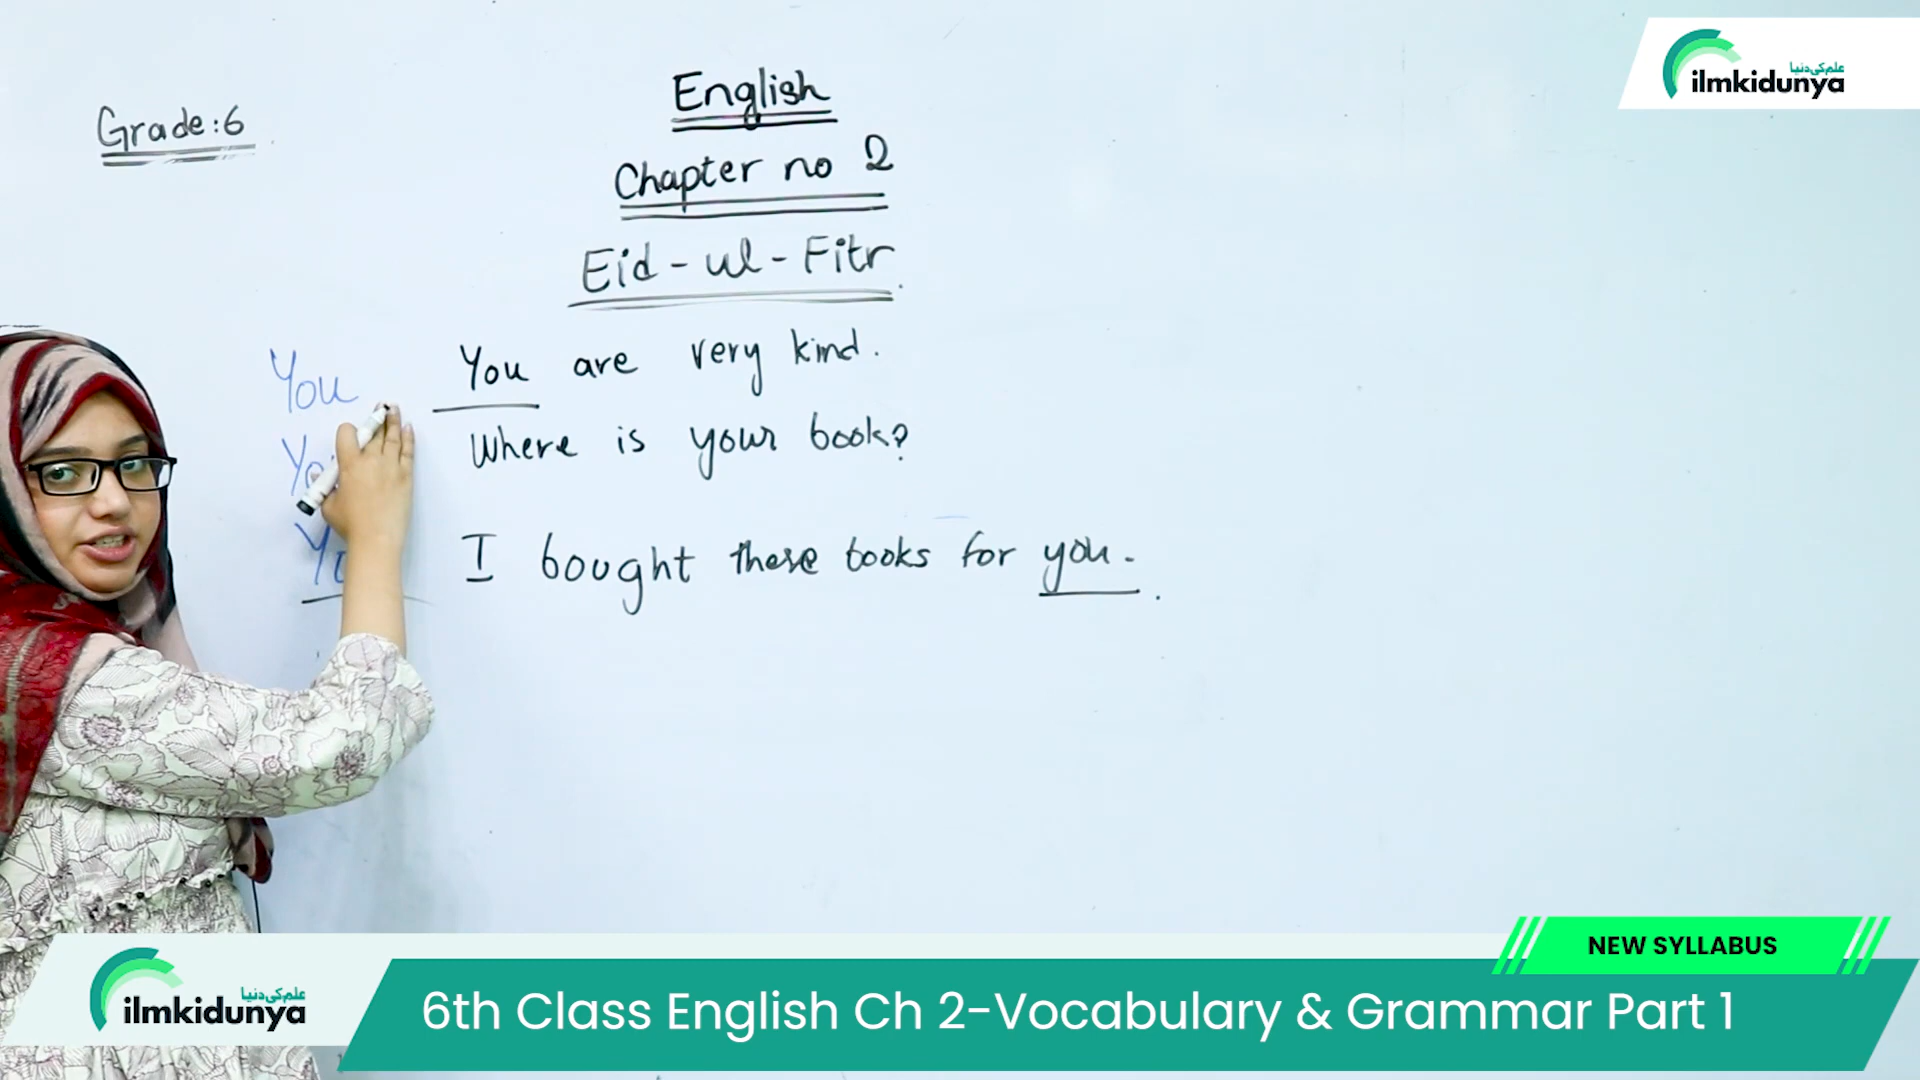 علم کی دنیا
ilmkidunya
English
Grade:6
Chapter no 2
Eid-ul-Fitr.
You
You are very kind.
Where is your book?
I bought these books for you.
NEW SYLLABUS
علم کی دنیا
ilmkidunya
6th Class English Ch 2-Vocabulary & Grammar Part 1